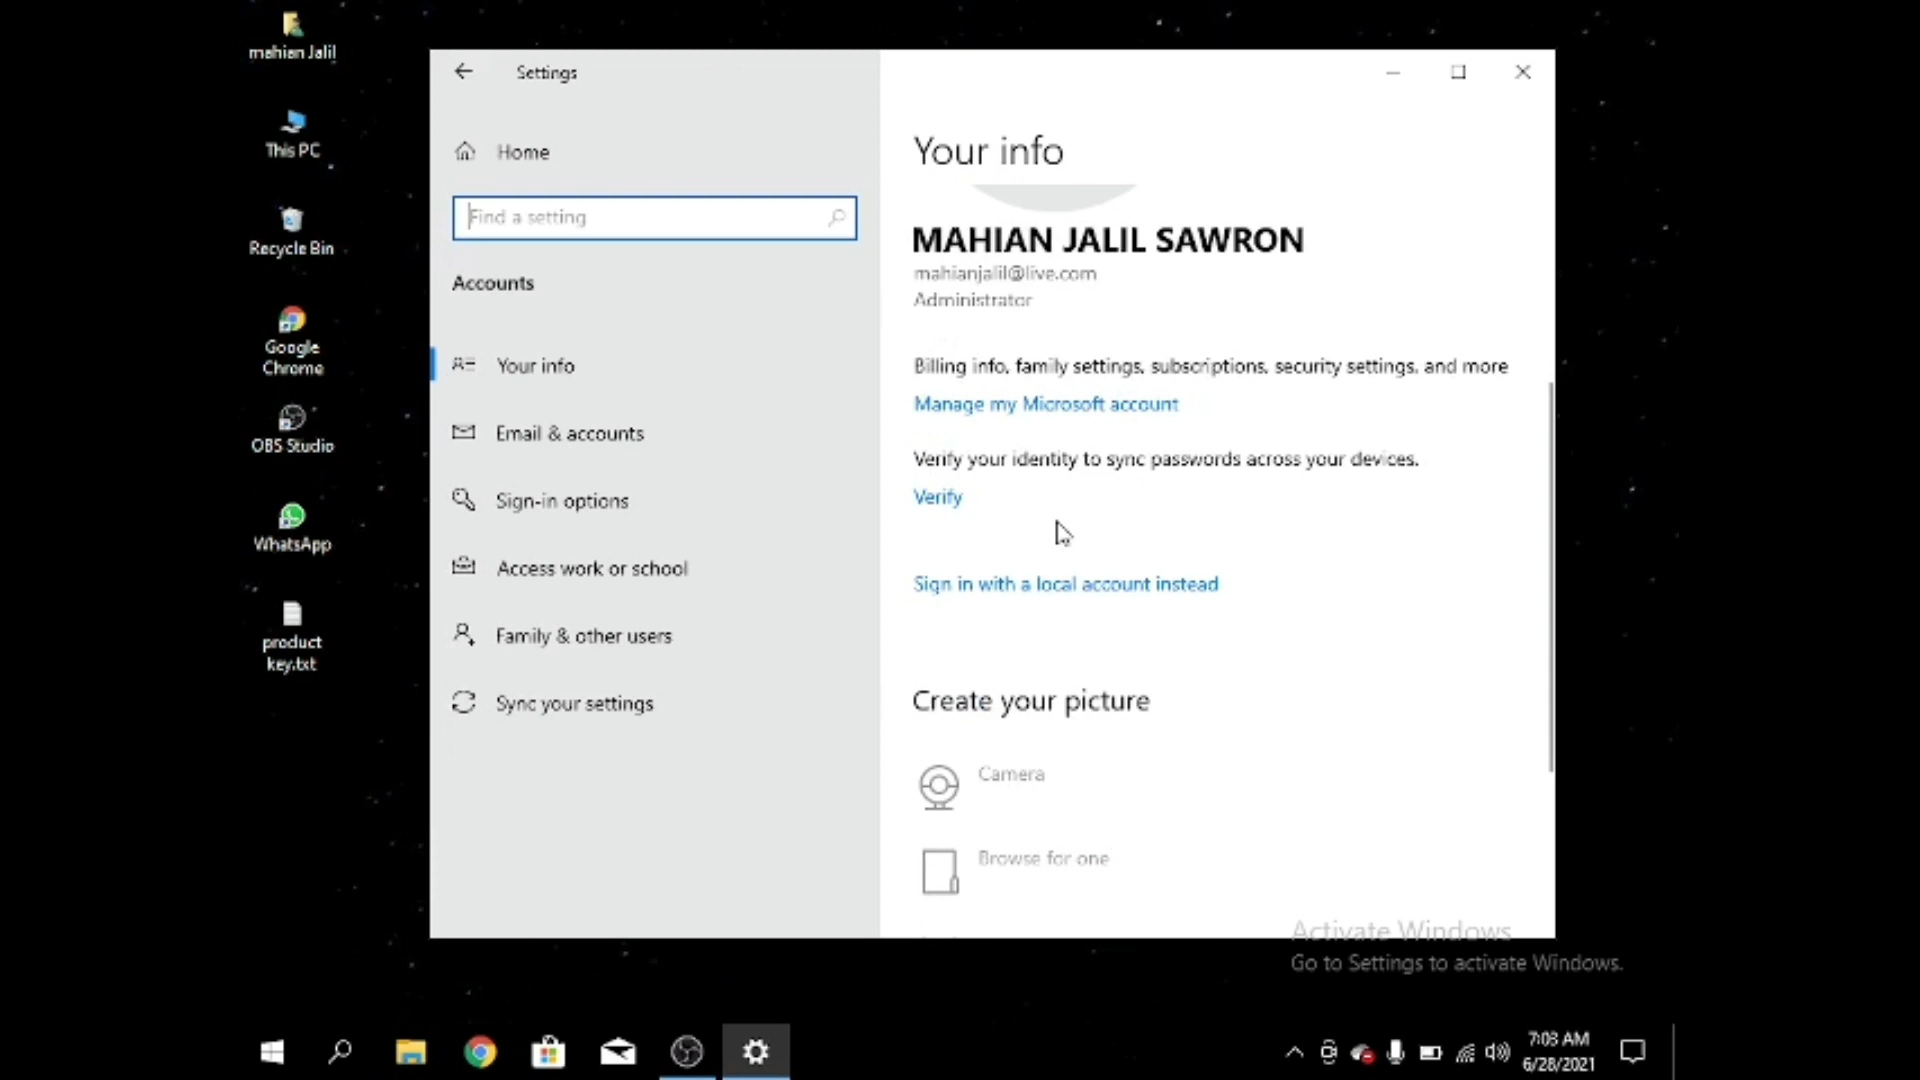 mahian Jalil
This PC
Recycle Bin
Google
Chrome
OBS Studio
WhatsApp
product
key.txt
Settings
Home
Find a setting
Accounts
Your info
Email & accounts
Sign-in options
Access work or school
Family & other users
Sync your settings
Your info
MAHIAN JALIL SAWRON
mahianjalil@live.com
Administrator
Billing info, family settings, subscriptions, security settings, and more
Manage my Microsoft account
Verify your identity to sync passwords across your devices.
Verify
Sign in with a local account instead
Create your picture
Camera
Browse for one
Activate Windows
Go to Settings to activate Windows.
7:03 AM
6/28/2021